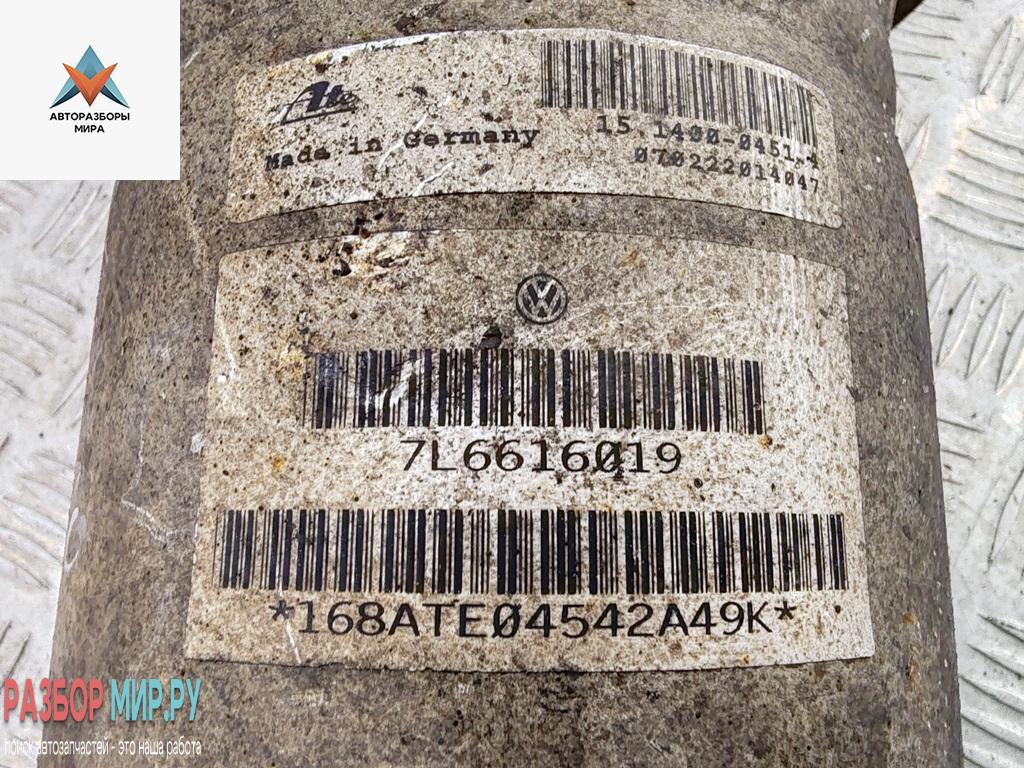 АВТОРАЗБОРЫ
МИРА
Ate
Made in Germany
15.1400-0451.4
070222014047
7L6616019
*168ATE04542A49K*
РАЗБОР МИР.РУ
поиск автозапчастей - это наша работа